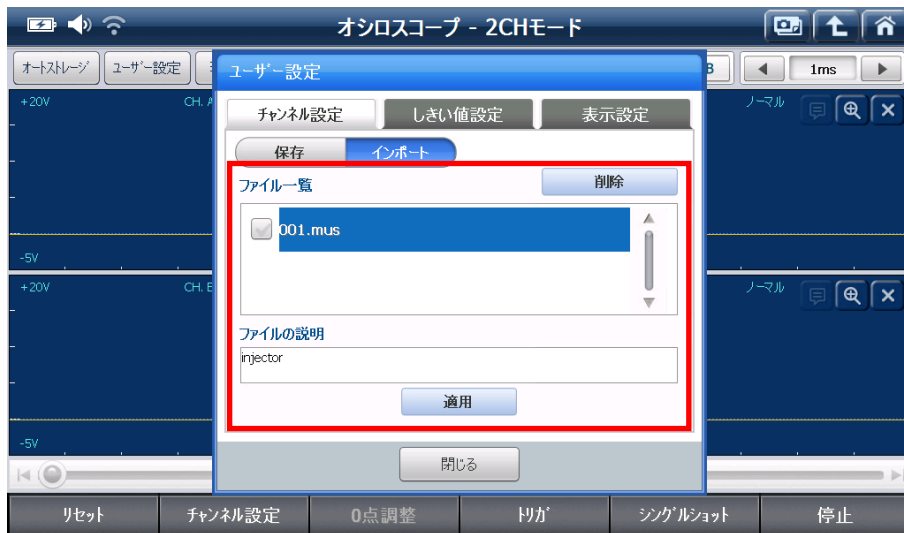 オシロスコープ - 2CHモード
オートストレージ ユーザー設定 1ms
ユーザー設定
+20V CH. A ノーマル
チャンネル設定 しきい値設定 表示設定
保存 インポート
ファイル一覧 削除
001.mus
-5V
+20V CH. B ノーマル
ファイルの説明
injector
適用
-5V
閉じる
リセット チャンネル設定 0点調整 トリガ シングルショット 停止